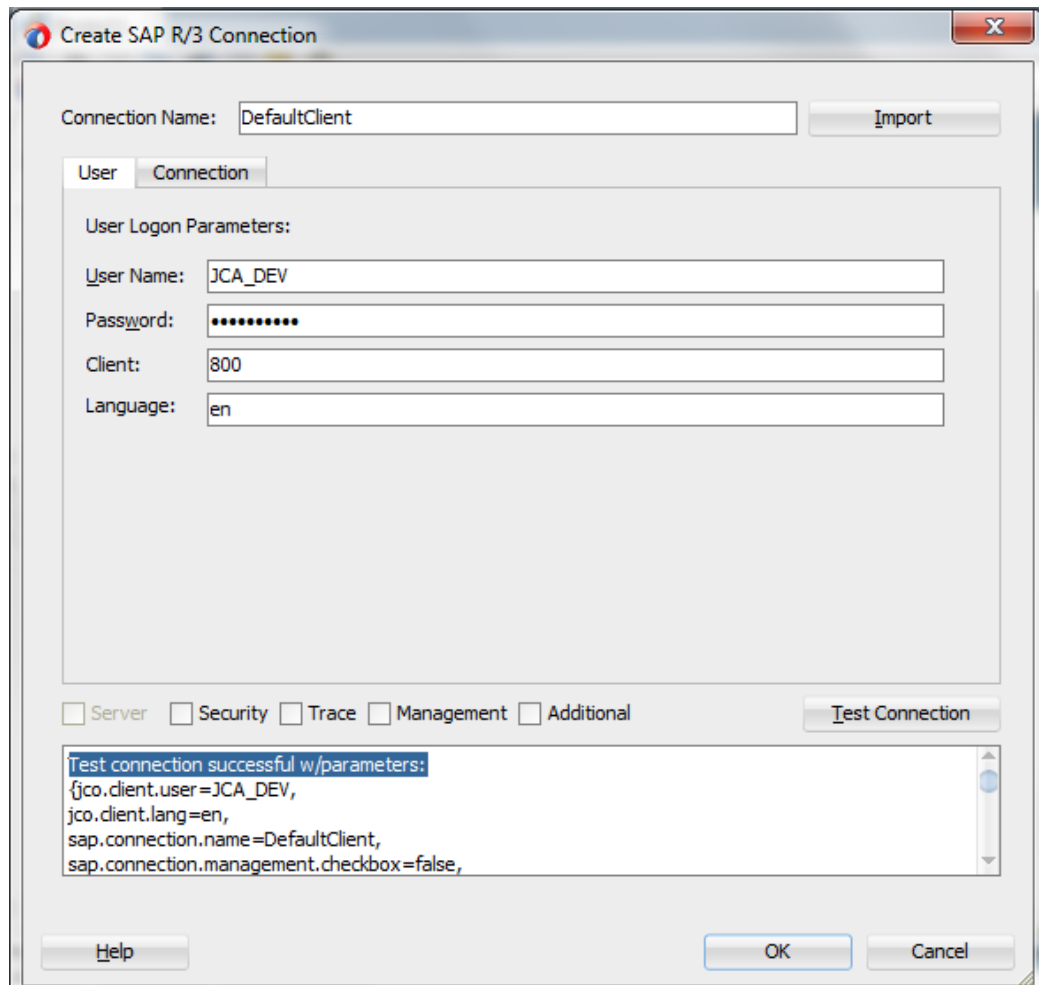 Create SAP R/3 Connection
Connection Name: DefaultClient Import
User Connection
User Logon Parameters:
User Name: JCA_DEV
Password: ••••••••••
Client: 800
Language: en
Server Security Trace Management Additional Test Connection
Test connection successful w/parameters:
{jco.client.user=JCA_DEV,
jco.client.lang=en,
sap.connection.name=DefaultClient,
sap.connection.management.checkbox=false,
Help OK Cancel